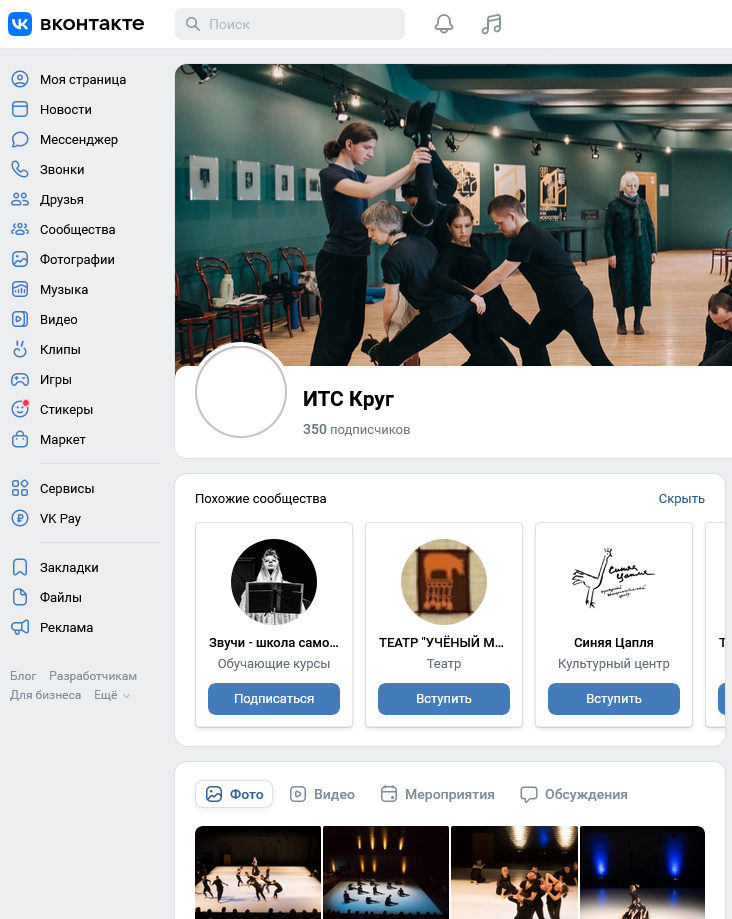 вконтакте
Поиск
Моя страница
Новости
Мессенджер
Звонки
Друзья
Сообщества
Фотографии
Музыка
Видео
Клипы
Игры
Стикеры
Маркет
Сервисы
VK Pay
Закладки
Файлы
Реклама
Блог Разработчикам
Для бизнеса Ещё
ИТС Круг
350 подписчиков
Похожие сообщества Скрыть
Звучи - школа само...
Обучающие курсы
Подписаться
ТЕАТР "УЧЁНЫЙ М...
Театр
Вступить
Синяя Цапля
Синяя Цапля
Культурный центр
Вступить
Фото Видео Мероприятия Обсуждения